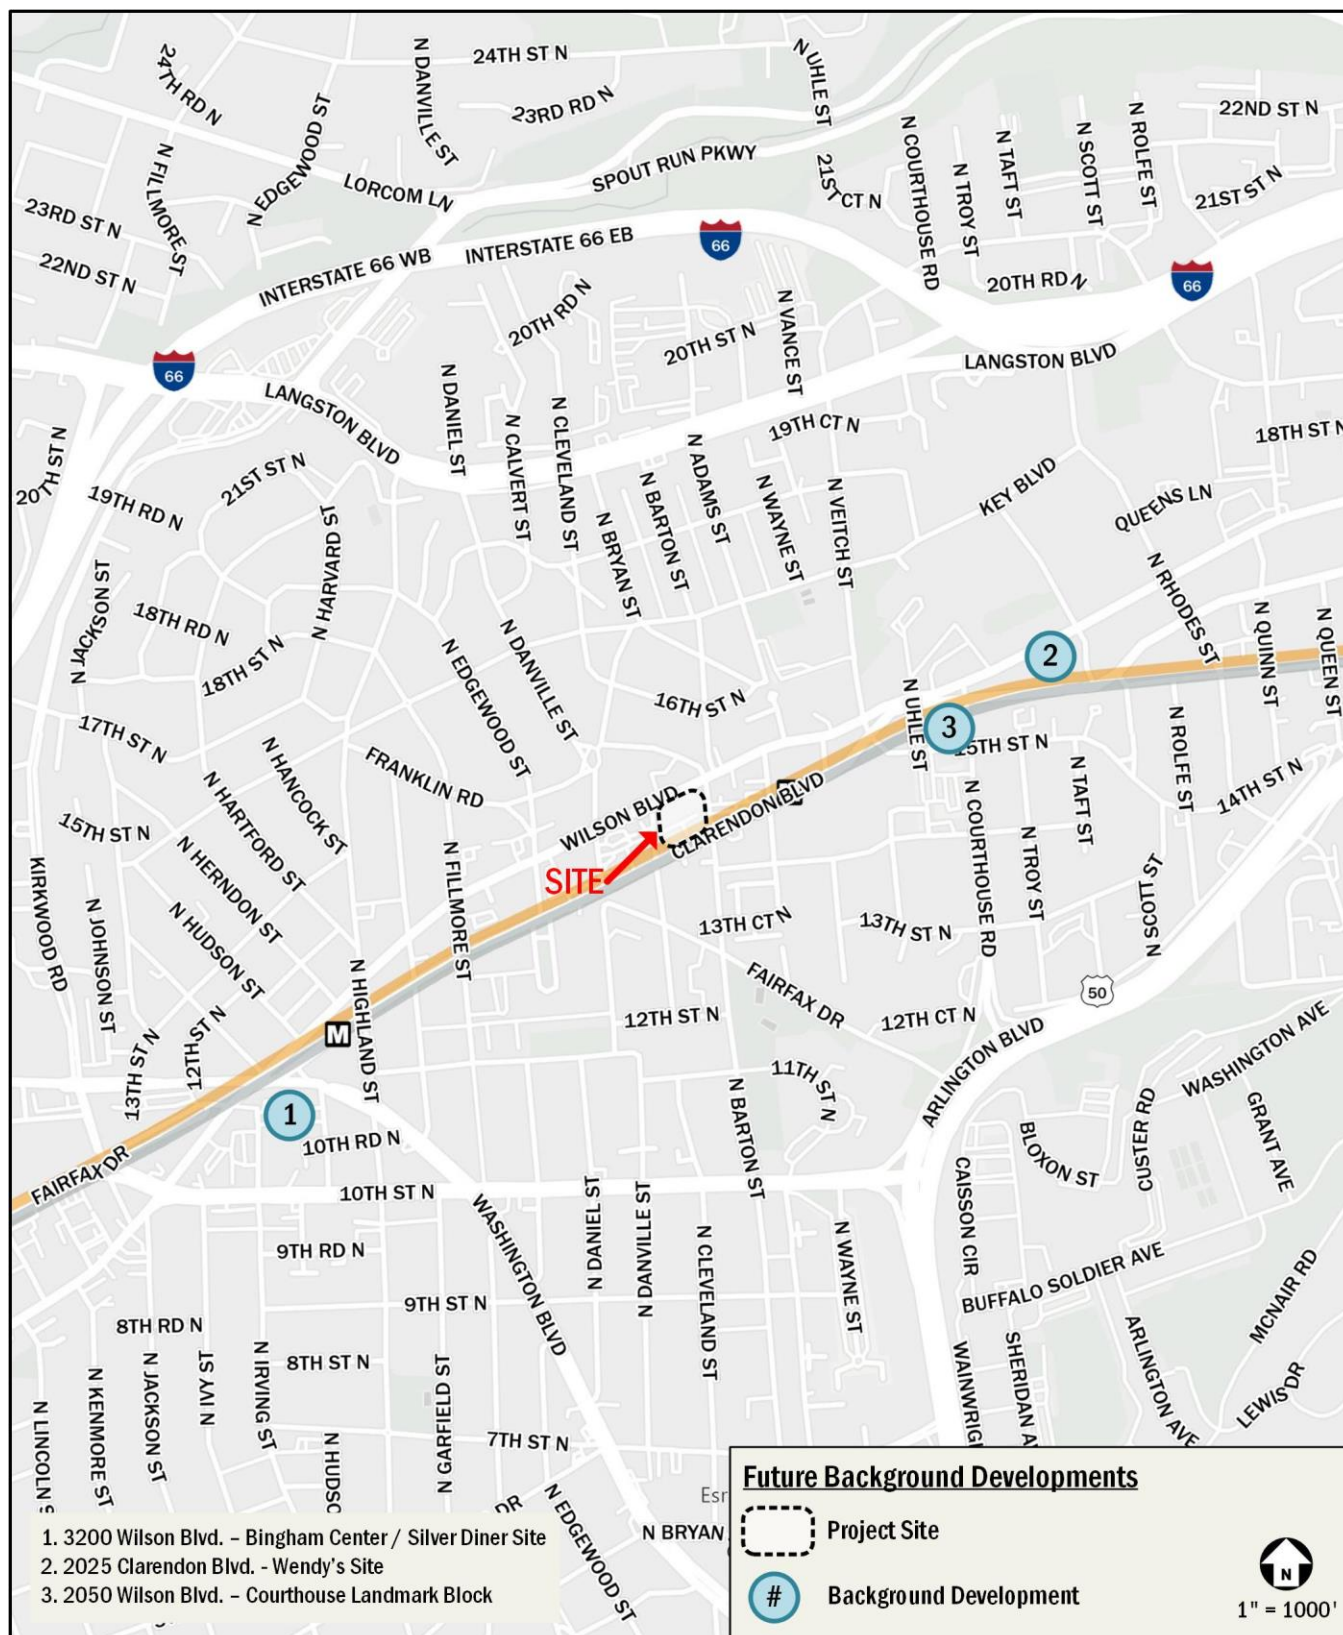 24TH ST N
24TH RD N
N DANVILLE ST
N UHLE ST
23RD RD N
N EDGEWOOD ST
N FILLMORE ST
LORCOM LN
SPOUT RUN PKWY
21ST CT N
N COURTHOUSE RD
N TROY ST
N TAFT ST
N SCOTT ST
N ROLFE ST
22ND ST N
21ST ST N
23RD ST N
22ND ST N
INTERSTATE 66 WB
INTERSTATE 66 EB
66
66
66
20TH RD N
20TH RD N
20TH ST N
N VANCE ST
LANGSTON BLVD
LANGSTON BLVD
N DANIEL ST
N CALVERT ST
N CLEVELAND ST
19TH CT N
18TH ST N
20TH ST N
19TH RD N
21ST ST N
N HARVARD ST
N BRYAN ST
N BARTON ST
N ADAMS ST
N WAYNE ST
N VEITCH ST
KEY BLVD
QUEENS LN
N RHODES ST
N QUINN ST
N QUEEN ST
N JACKSON ST
18TH RD N
18TH ST N
N EDGEWOOD ST
N DANVILLE ST
16TH ST N
2
3
N UHLE ST
15TH ST N
N ROLFE ST
14TH ST N
17TH ST N
N HANCOCK ST
FRANKLIN RD
N HARTFORD ST
15TH ST N
N HERNDON ST
N HUDSON ST
WILSON BLVD
CLARENDON BLVD
SITE
N COURTHOUSE RD
N TAFT ST
N TROY ST
N SCOTT ST
KIRKWOOD RD
N JOHNSON ST
N FILLMORE ST
13TH CT N
13TH ST N
FAIRFAX DR
50
N HIGHLAND ST
12TH ST N
12TH CT N
ARLINGTON BLVD
13TH ST N
12TH ST N
M
1
10TH RD N
11TH ST N
N BARTON ST
WASHINGTON AVE
CUSTER RD
GRANT AVE
BLOXON ST
FAIRFAX DR
10TH ST N
WASHINGTON BLVD
N DANIEL ST
N DANVILLE ST
N CLEVELAND ST
N WAYNE ST
CAISSON CIR
BUFFALO SOLDIER AVE
MCNAIR RD
9TH RD N
9TH ST N
8TH RD N
8TH ST N
N LINCOLN S
N KENMORE ST
N JACKSON ST
N IVY ST
N IRVING ST
N HUDSO
N GARFIELD ST
7TH ST N
DR
N EDGEWOOD ST
N BRYAN
Esr
WAINWRIG
SHERIDAN A
ARLINGTON AVE
LEWIS DR
1. 3200 Wilson Blvd. – Bingham Center / Silver Diner Site
2. 2025 Clarendon Blvd. - Wendy's Site
3. 2050 Wilson Blvd. – Courthouse Landmark Block
Future Background Developments
Project Site
# Background Development
N
1" = 1000'